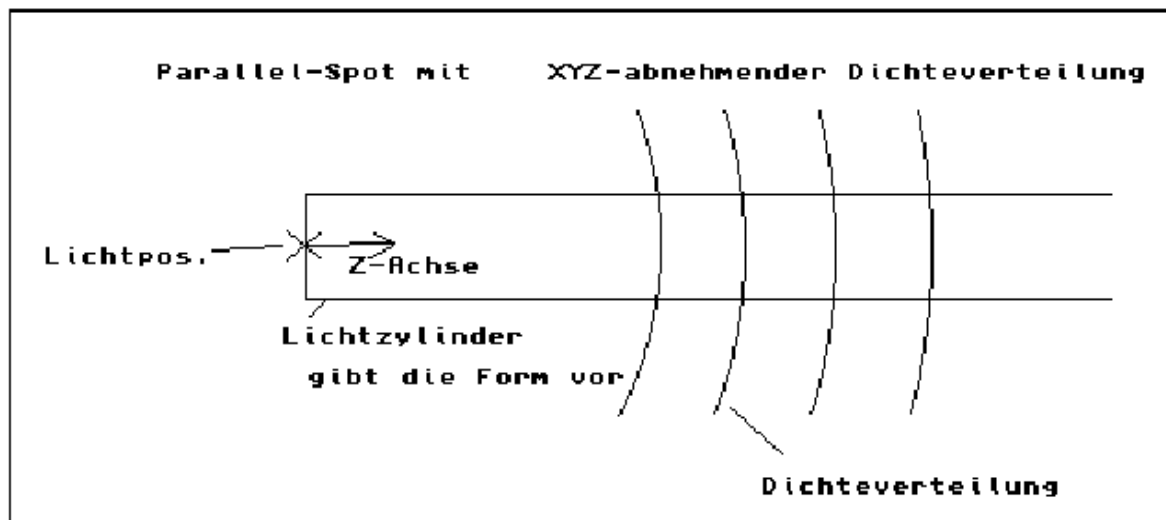 Parallel-Spot mit XYZ-abnehmender Dichteverteilung
Lichtpos.
Z-Achse
Lichtzylinder
gibt die Form vor
Dichteverteilung